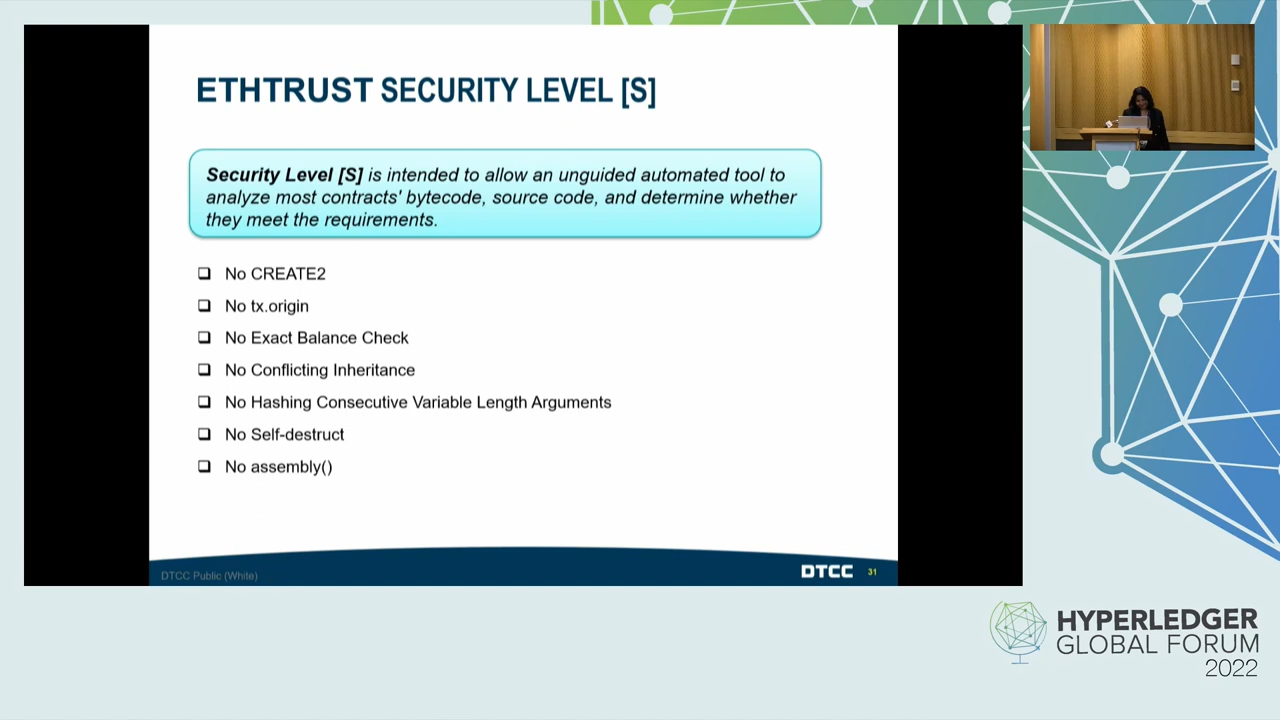 ETHTRUST SECURITY LEVEL [S]
Security Level [S] is intended to allow an unguided automated tool to
analyze most contracts' bytecode, source code, and determine whether
they meet the requirements.
No CREATE2
No tx.origin
No Exact Balance Check
No Conflicting Inheritance
No Hashing Consecutive Variable Length Arguments
No Self-destruct
No assembly()
DTCC Public (White)
DTCC 31
HYPERLEDGER
GLOBAL FORUM
2022